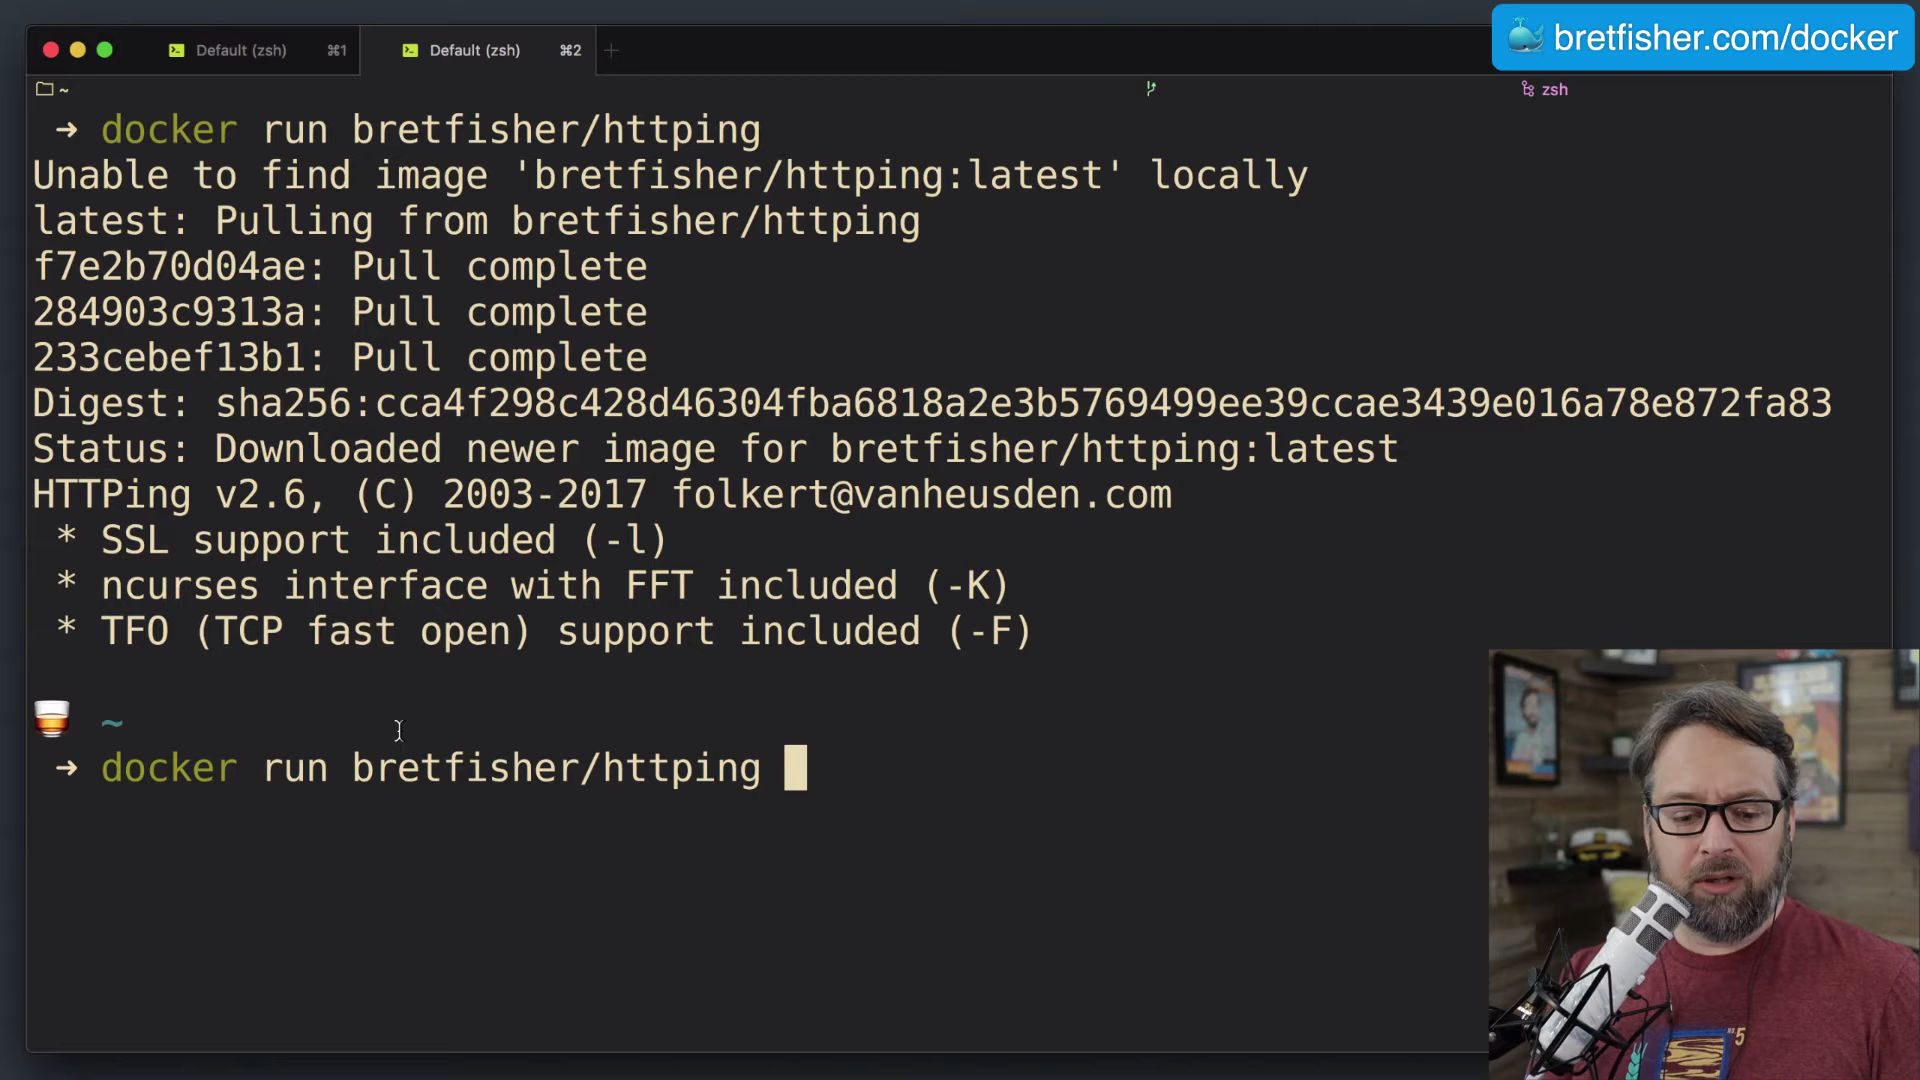 bretfisher.com/docker
Default (zsh) ⌘1 Default (zsh) ⌘2 +
~ zsh
→ docker run bretfisher/httping
Unable to find image 'bretfisher/httping:latest' locally
latest: Pulling from bretfisher/httping
f7e2b70d04ae: Pull complete
284903c9313a: Pull complete
233cebef13b1: Pull complete
Digest: sha256:cca4f298c428d46304fba6818a2e3b5769499ee39ccae3439e016a78e872fa83
Status: Downloaded newer image for bretfisher/httping:latest
HTTPing v2.6, (C) 2003-2017 folkert@vanheusden.com
* SSL support included (-l)
* ncurses interface with FFT included (-K)
* TFO (TCP fast open) support included (-F)
~
→ docker run bretfisher/httping
5